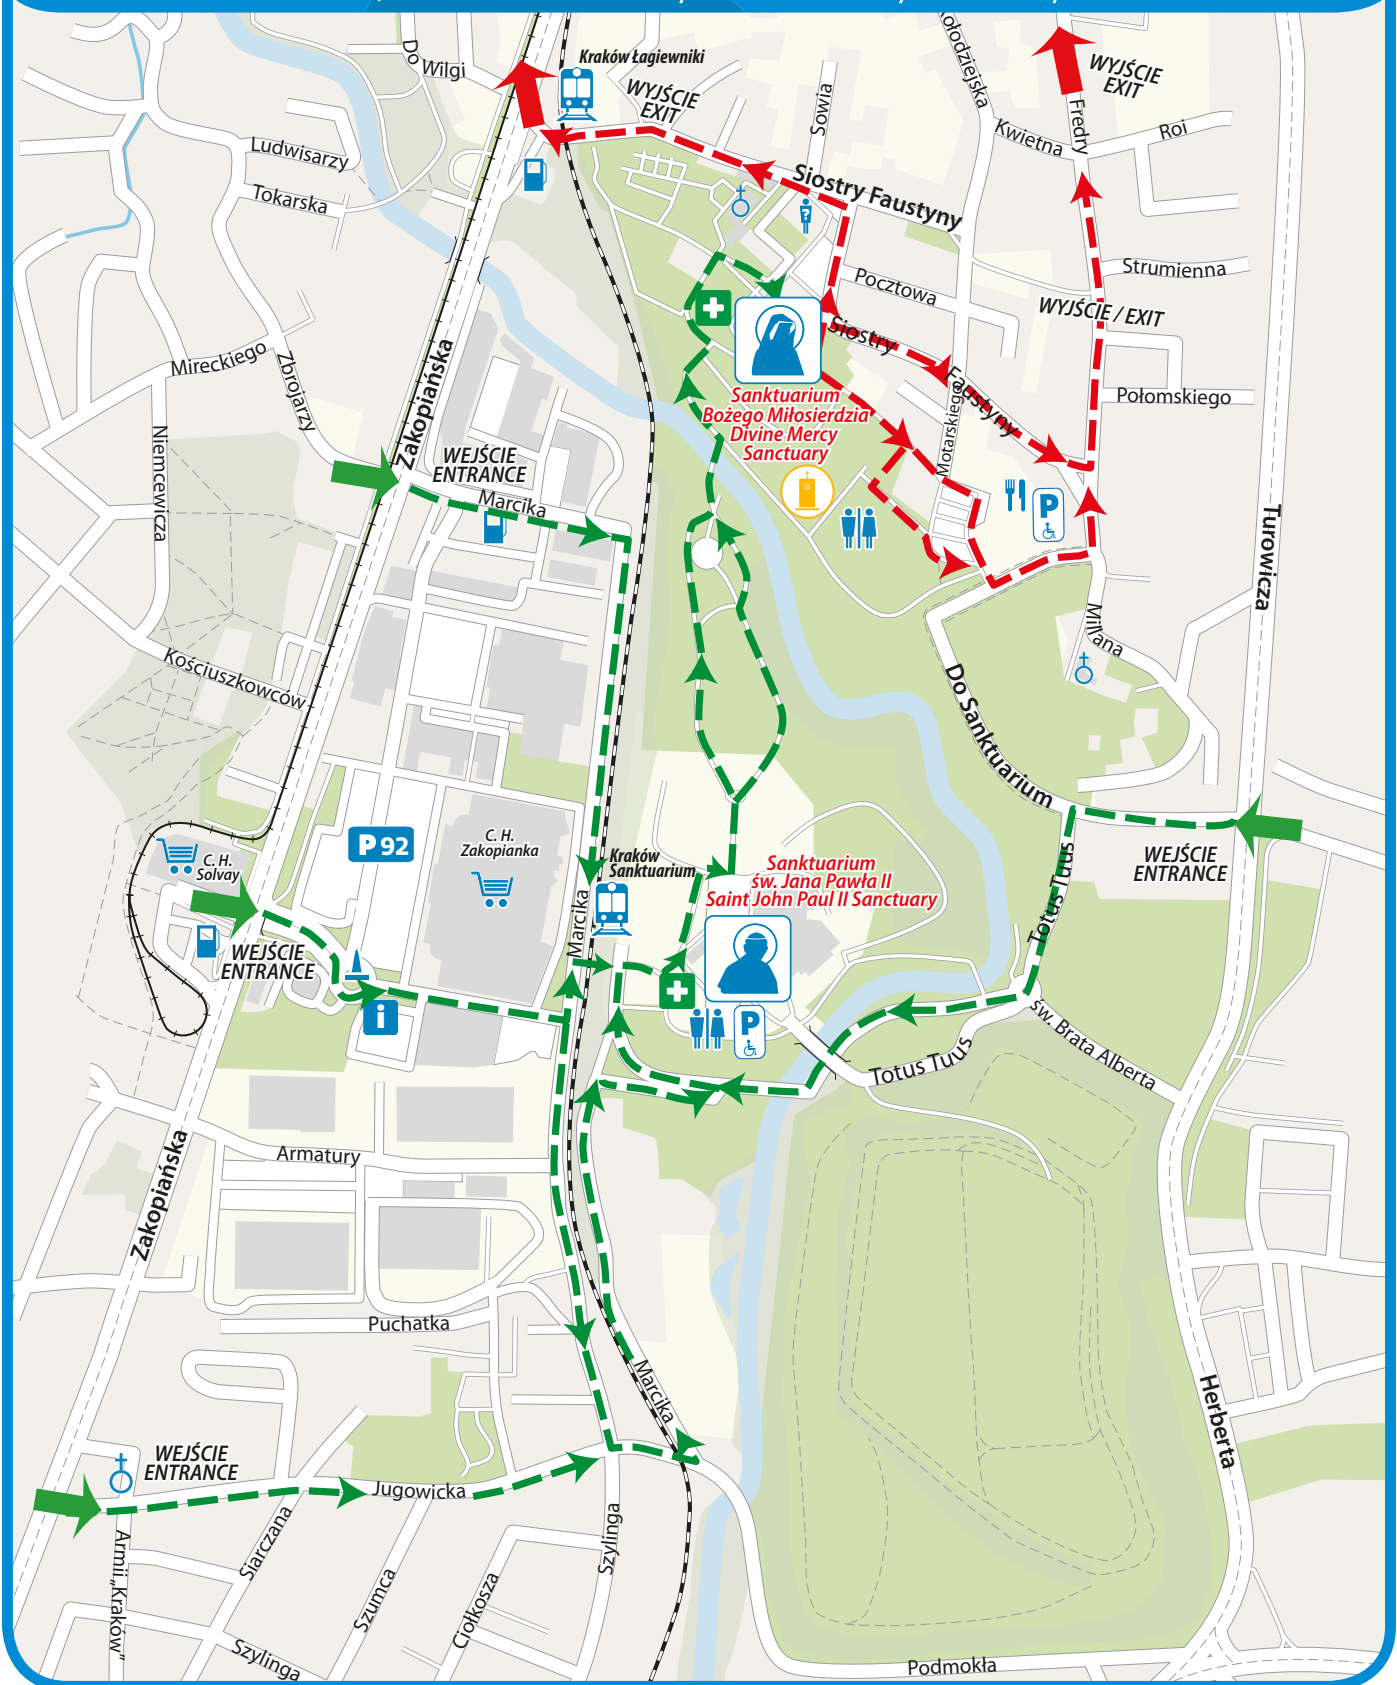 Kraków Łagiewniki
Do Wilgi
WYJŚCIE
EXIT
Sowia
WYJŚCIE
EXIT
Fredry
Kwietna
Roi
Ludwisarzy
Tokarska
Siostry Faustyny
?
Pocztowa
Strumienna
WYJŚCIE / EXIT
Siostry
Faustyny
Mireckiego
Zbrojarzy
Zakopiańska
Połomskiego
Motarskiego
Sanktuarium
Bożego Miłosierdzia
Divine Mercy
Sanctuary
Niemcewicza
WEJŚCIE
ENTRANCE
Marcika
P
Turowicza
Millana
Kościuszkowców
Do Sanktuarium
P 92
C. H.
Zakopianka
C. H.
Solvay
Kraków
Sanktuarium
Sanktuarium
św. Jana Pawła II
Saint John Paul II Sanctuary
WEJŚCIE
ENTRANCE
Totus Tuus
Marcika
WEJŚCIE
ENTRANCE
i
P
św. Brata Alberta
Totus Tuus
Armatury
Zakopiańska
Puchatka
Marcika
Herberta
WEJŚCIE
ENTRANCE
Jugowicka
Armii „Kraków”
Siarczana
Szumca
Ciołkosza
Szylinga
Szylinga
Podmokła